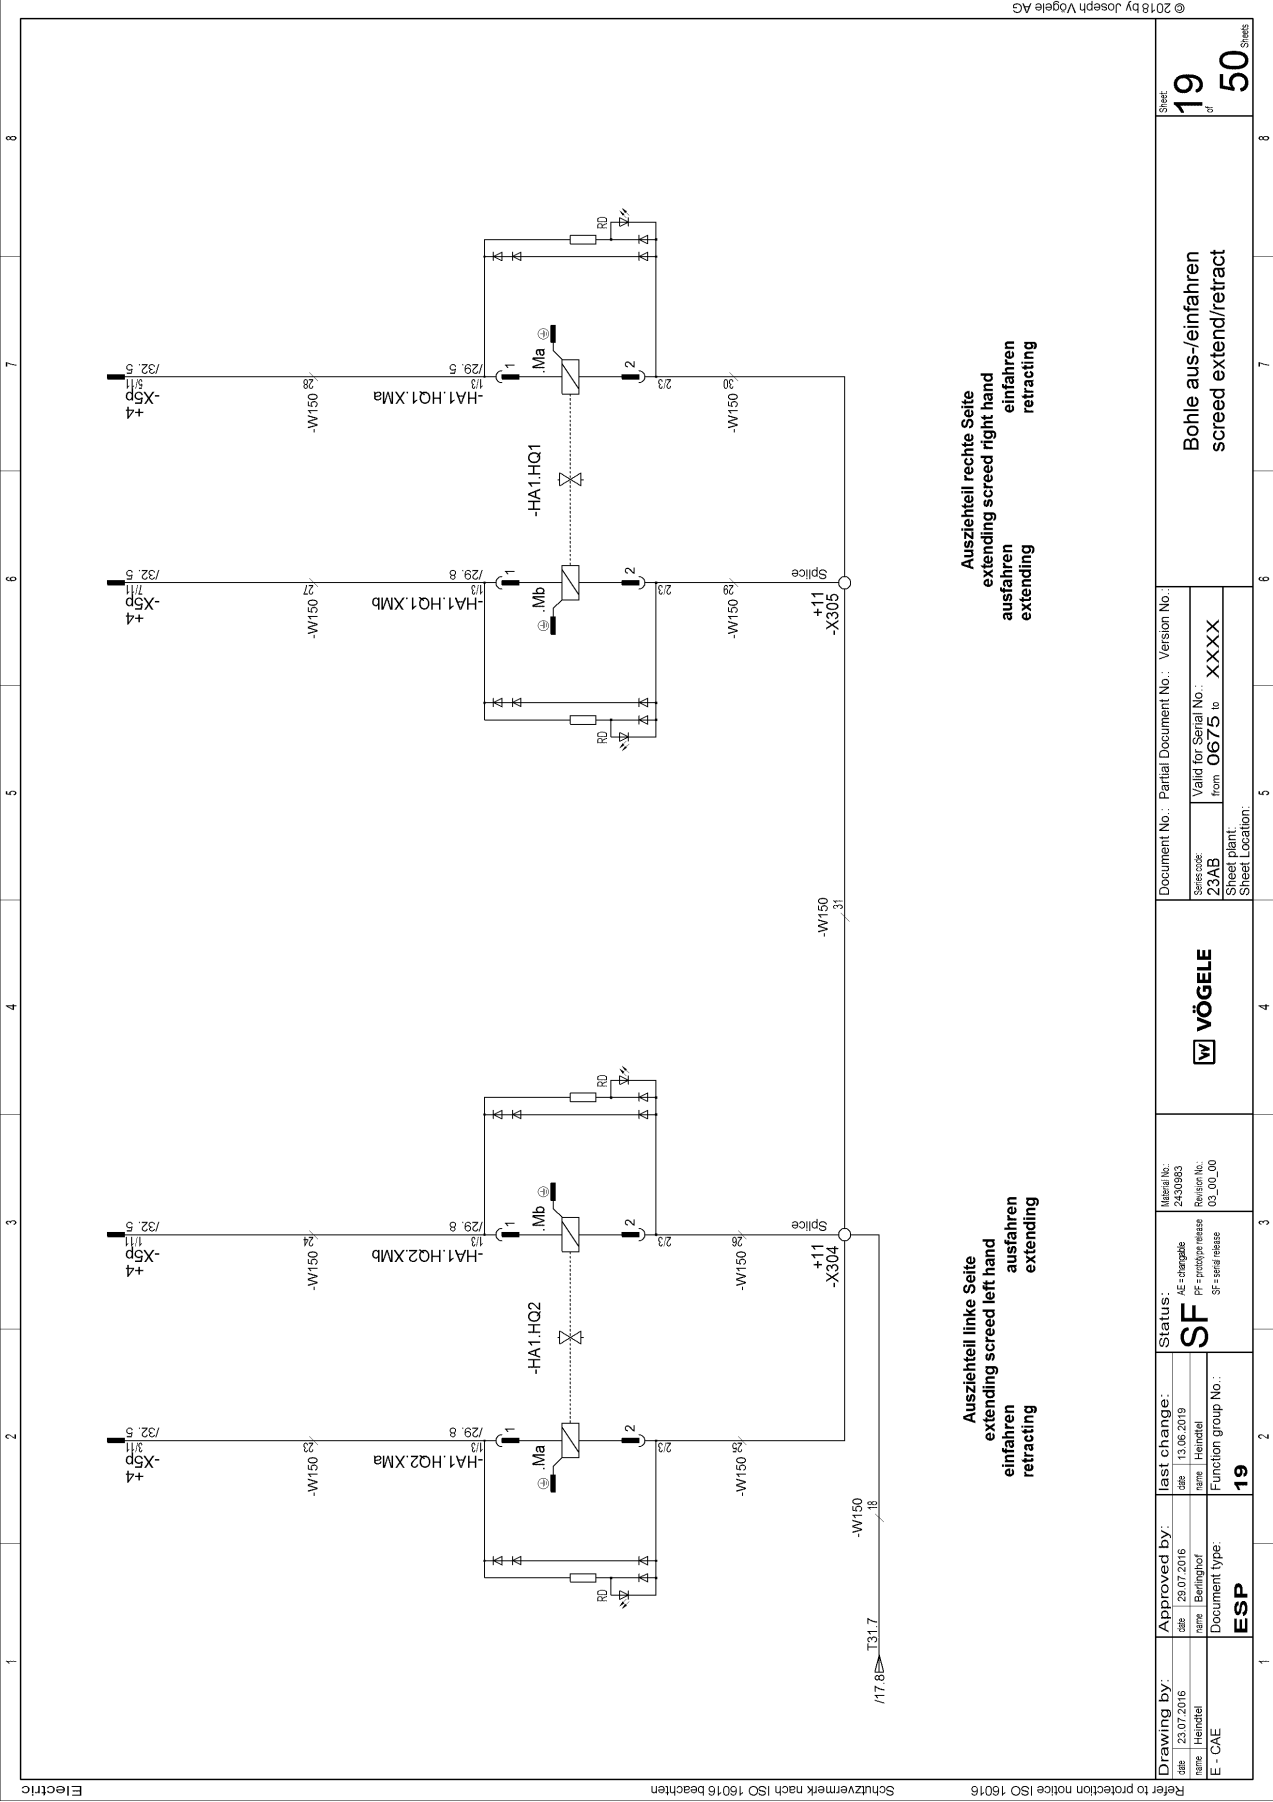 Electric
Schutzvermerk nach ISO 16016 beachten
Refer to protection notice ISO 16016
© 2018 by Joseph Vögele AG
1
2
3
4
5
6
7
8
+4
-X5p
3/11
/32. 5
-W150
23
-HA1.HQ2.XMa
1/3
/29. 8
1
.Ma
2
2/3
-W150
25
RD
-HA1.HQ2
+4
-X5p
1/11
/32. 5
-W150
24
-HA1.HQ2.XMb
1/3
/29. 8
1
.Mb
2
2/3
-W150
26
RD
+11
-X304
Splice
+4
-X5p
7/11
/32. 5
-W150
27
-HA1.HQ1.XMb
1/3
/29. 8
1
.Mb
2
2/3
-W150
29
RD
+11
-X305
Splice
-HA1.HQ1
+4
-X5p
5/11
/32. 5
-W150
28
-HA1.HQ1.XMa
1/3
/29. 5
1
.Ma
2
2/3
-W150
30
RD
-W150
31
-W150
18
/17.8
T31.7
Ausziehteil linke Seite
extending screed left hand
einfahren
retracting
ausfahren
extending
Ausziehteil rechte Seite
extending screed right hand
ausfahren
extending
einfahren
retracting
Drawing by:
date 23.07.2016
name Heindtel
E - CAE
Approved by:
date 29.07.2016
name Berlinghof
Document type:
ESP
last change:
date 13.06.2019
name Heindtel
Function group No.:
19
Status:
SF
AE = changable
PF = prototype release
SF = serial release
Material No.:
2430983
Revision No.:
03_00_00
W VÖGELE
Document No.: Partial Document No.: Version No.:
Series code:
23AB
Valid for Serial No.:
from 0675 to XXXX
Sheet plant:
Sheet Location:
Bohle aus-/einfahren
screed extend/retract
Sheet:
19
of
50 Sheets
1
2
3
4
5
6
7
8